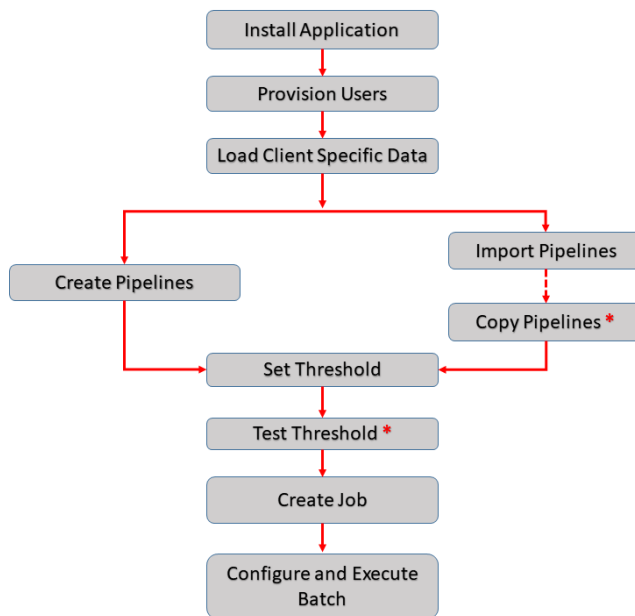 Install Application
Provision Users
Load Client Specific Data
Import Pipelines
Create Pipelines
Copy Pipelines *
Set Threshold
Test Threshold *
Create Job
Configure and Execute
Batch